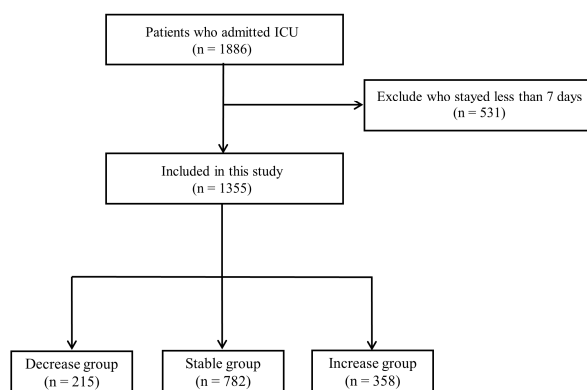 Patients who admitted ICU
(n = 1886)
Exclude who stayed less than 7 days
(n = 531)
Included in this study
(n = 1355)
Decrease group
(n = 215)
Stable group
(n = 782)
Increase group
(n = 358)